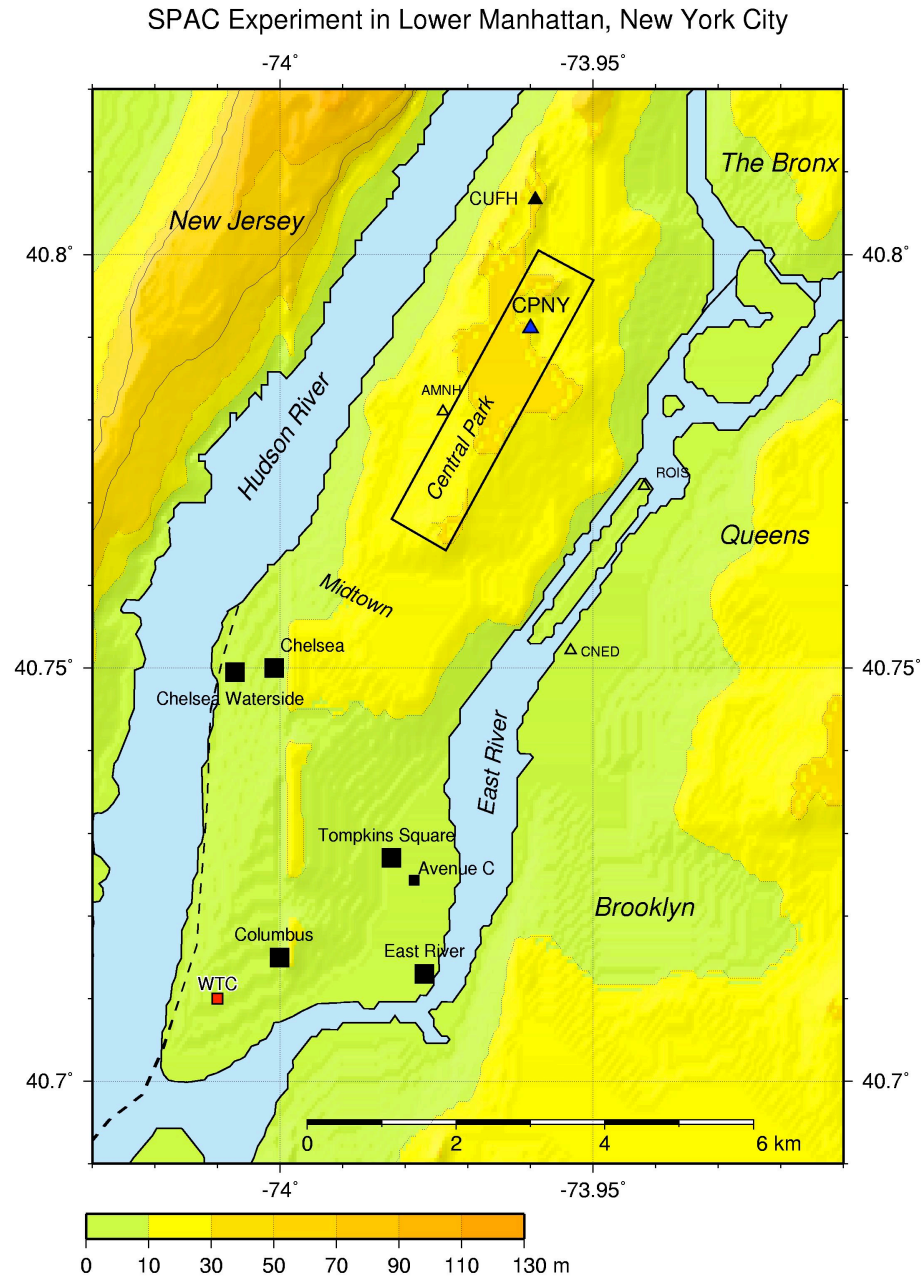 SPAC Experiment in Lower Manhattan, New York City
-74°
-73.95°
The Bronx
CUFH
New Jersey
40.8
40.8
CPNY
AMNH
Hudson River
Central Park
ROIS
Queens
Midtown
Chelsea
CNED
40.75
40.75
Chelsea Waterside
East River
Tompkins Square
Avenue C
Brooklyn
Columbus
East River
WTC
40.7
40.7
0 2 4 6 km
-74°
-73.95°
0 10 30 50 70 90 110 130 m